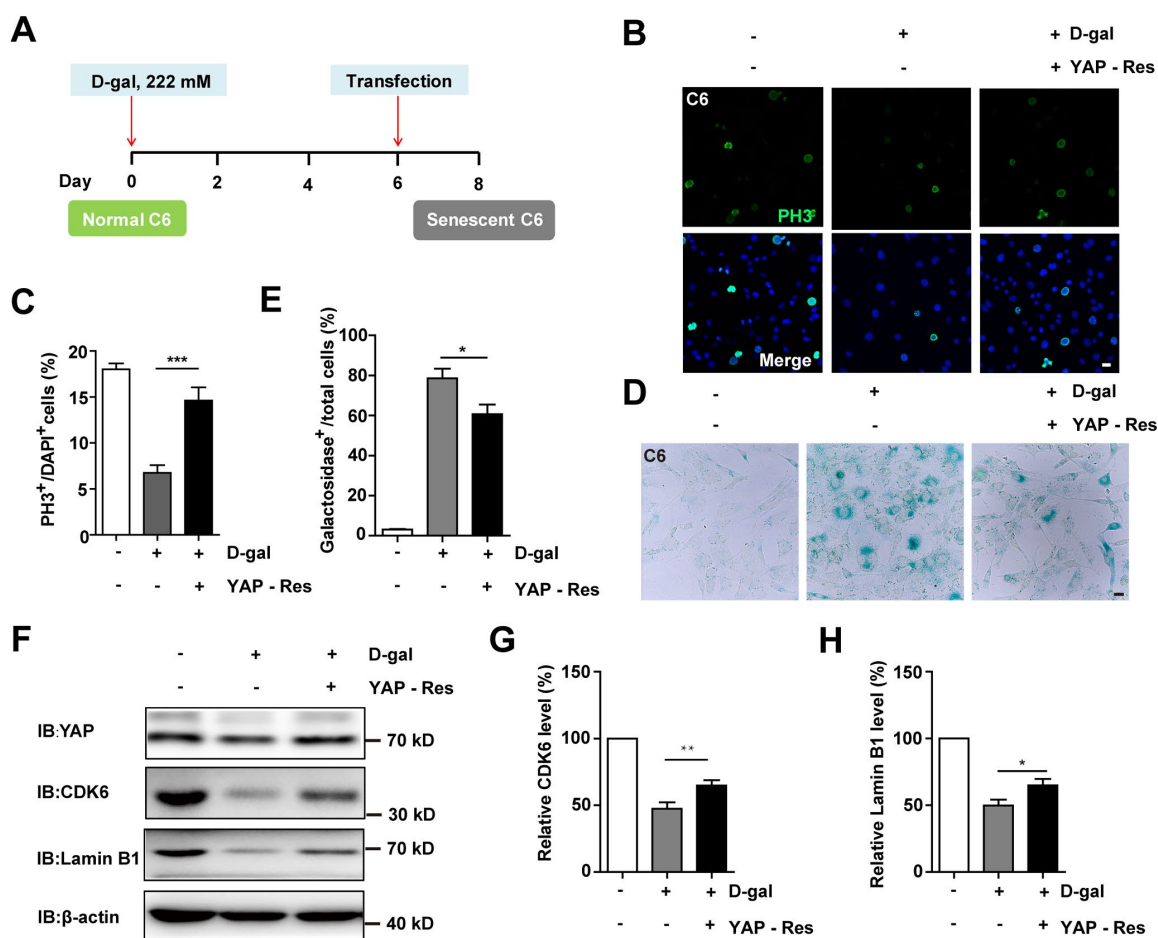 A
D-gal, 222 mM
Transfection
Day 0 2 4 6 8
Normal C6
Senescent C6
B
- + + D-gal
- - + YAP - Res
C6
PH3
Merge
C
PH3⁺/DAPI⁺ cells (%)
18
15
10
5
0
***
- + + D-gal
- - + YAP - Res
E
Galactosidase⁺/total cells (%)
100
80
60
40
20
0
*
D
- + + D-gal
- - + YAP - Res
C6
F
- + + D-gal
- - + YAP - Res
IB:YAP
70 kD
IB:CDK6
30 kD
IB:Lamin B1
70 kD
IB:β-actin
40 kD
G
Relative CDK6 level (%)
150
100
50
0
**
- + + D-gal
- - + YAP - Res
H
Relative Lamin B1 level (%)
150
100
50
0
*
- + + D-gal
- - + YAP - Res